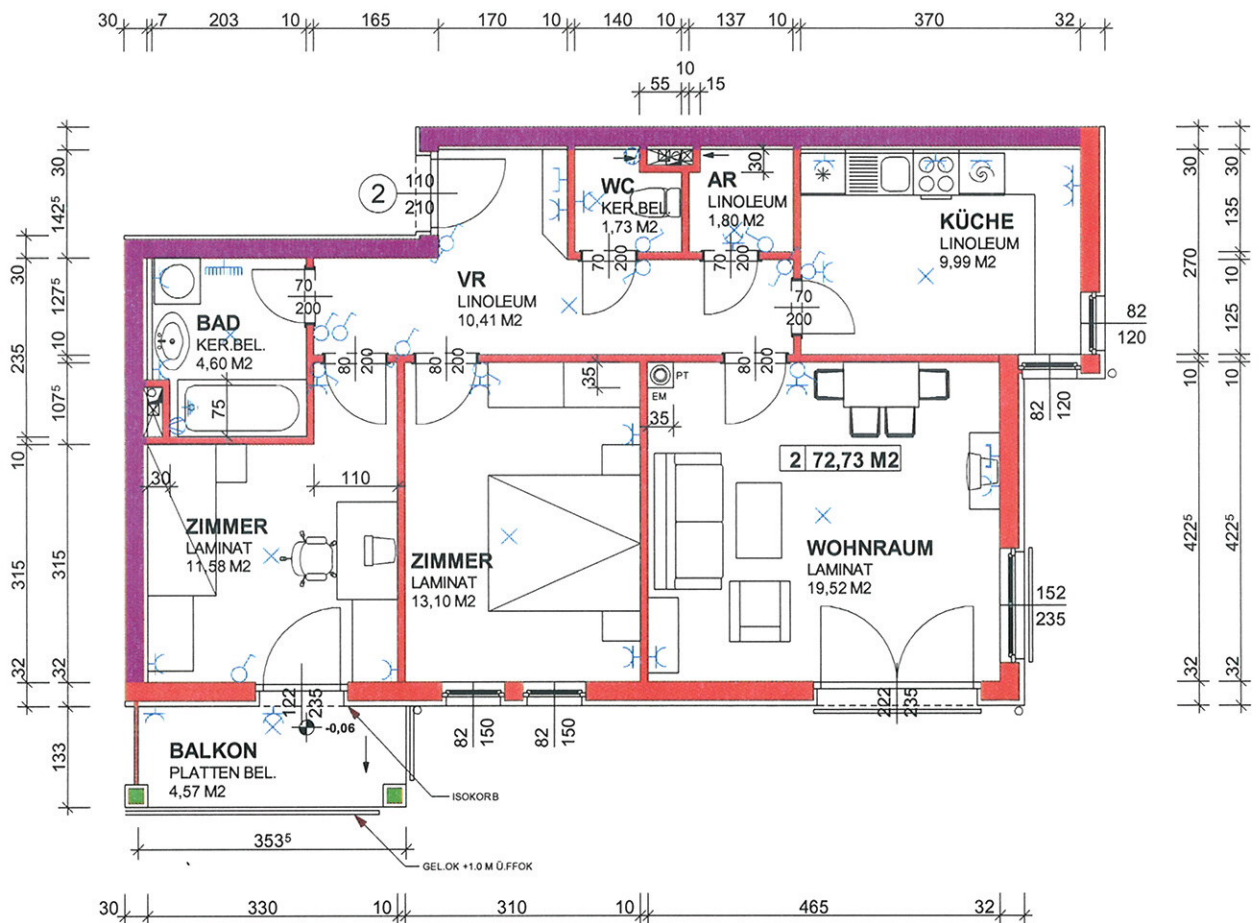 30 7 203 10 165 170 10 140 10 137 10 370 32
10
55 15
30 1425 30 1275 10 1075 315 32 133
30 235 10 315 32
2
110
210
WC
KER.BEL.
1,73 M2
30
AR
LINOLEUM
1,80 M2
KÜCHE
LINOLEUM
9,99 M2
70
200
70
200
70
200
VR
LINOLEUM
10,41 M2
70
200
BAD
KER.BEL.
4,60 M2
75
80 200
80 200
80 200
82
120
82
120
35
PT
EM
35
2 72,73 M2
30
110
ZIMMER
LAMINAT
11,58 M2
ZIMMER
LAMINAT
13,10 M2
WOHNRAUM
LAMINAT
19,52 M2
152
235
122
235
-0,06
82
150
82
150
222
235
BALKON
PLATTEN BEL.
4,57 M2
ISOKORB
353⁵
GEL.OK +1.0 M Ü.FFOK
30 270 10 422⁵ 32
30 135 10 125 10 422⁵ 32
30 330 10 310 10 465 32